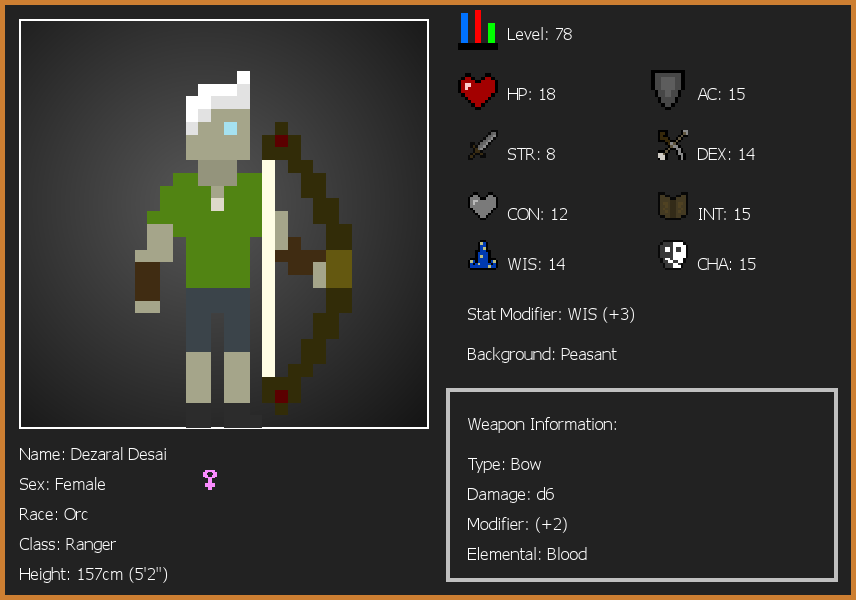 Level: 78
HP: 18
AC: 15
STR: 8
DEX: 14
CON: 12
INT: 15
WIS: 14
CHA: 15
Stat Modifier: WIS (+3)
Background: Peasant
Weapon Information:
Type: Bow
Damage: d6
Modifier: (+2)
Elemental: Blood
Name: Dezaral Desai
Sex: Female
Race: Orc
Class: Ranger
Height: 157cm (5'2")